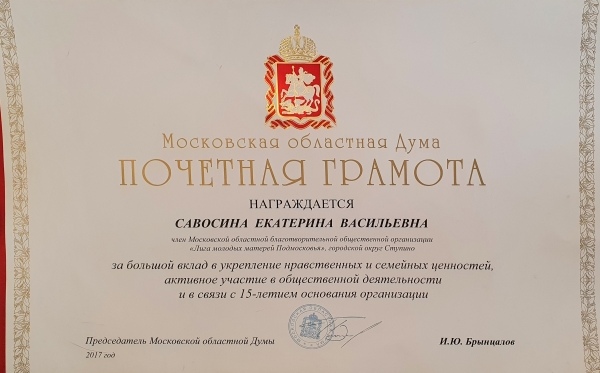 Московская областная Дума
ПОЧЕТНАЯ ГРАМОТА
НАГРАЖДАЕТСЯ
САВОСИНА ЕКАТЕРИНА ВАСИЛЬЕВНА
член Московской областной благотворительной общественной организации
«Лига молодых матерей Подмосковья», городской округ Ступино
за большой вклад в укрепление нравственных и семейных ценностей,
активное участие в общественной деятельности
и в связи с 15-летием основания организации
Председатель Московской областной Думы
И.Ю. Брынцалов
2017 год